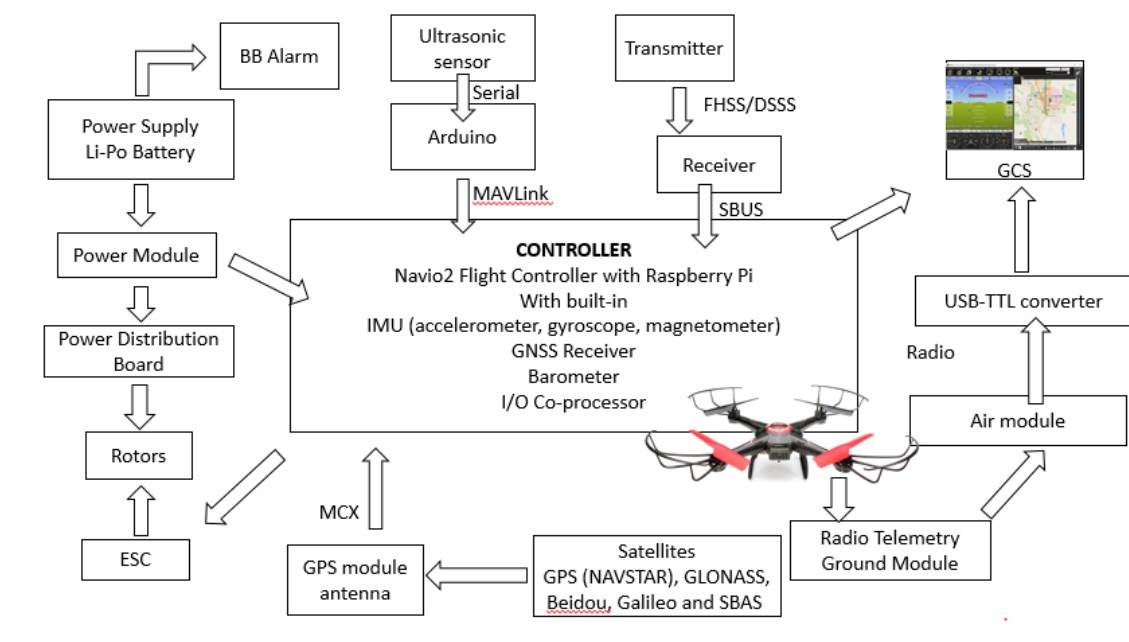 BB Alarm
Ultrasonic
sensor
Transmitter
Serial
FHSS/DSSS
Power Supply
Li-Po Battery
Arduino
Receiver
GCS
MAVLink
SBUS
Power Module
CONTROLLER
Navio2 Flight Controller with Raspberry Pi
With built-in
IMU (accelerometer, gyroscope, magnetometer)
GNSS Receiver
Barometer
I/O Co-processor
USB-TTL converter
Power Distribution
Board
Radio
Air module
Rotors
MCX
ESC
GPS module
antenna
Satellites
GPS (NAVSTAR), GLONASS,
Beidou, Galileo and SBAS
Radio Telemetry
Ground Module